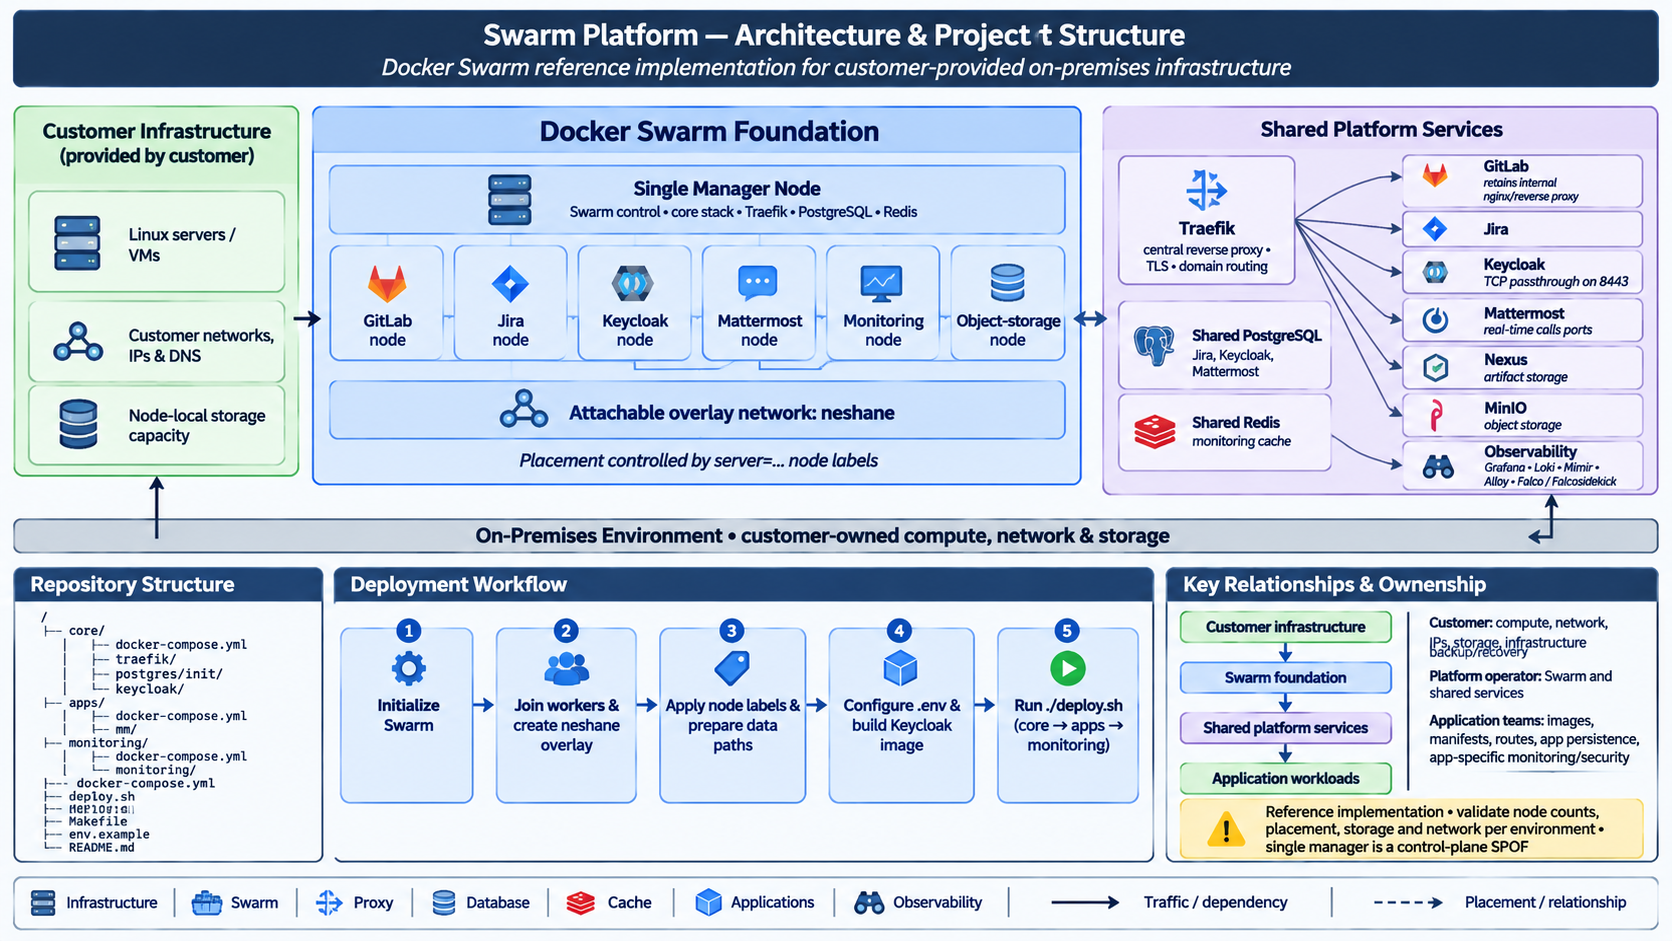 Swarm Platform — Architecture & Project t Structure
Docker Swarm reference implementation for customer-provided on-premises infrastructure
Customer Infrastructure
(provided by customer)
Linux servers /
VMs
Customer networks,
IPs & DNS
Node-local storage
capacity
Docker Swarm Foundation
Single Manager Node
Swarm control • core stack • Traefik • PostgreSQL • Redis
GitLab
node
Jira
node
Keycloak
node
Mattermost
node
Monitoring
node
Object-storage
node
Attachable overlay network: neshane
Placement controlled by server=... node labels
Shared Platform Services
Traefik
central reverse proxy •
TLS • domain routing
Shared PostgreSQL
Jira, Keycloak,
Mattermost
Shared Redis
monitoring cache
GitLab
retains internal
nginx/reverse proxy
Jira
Keycloak
TCP passthrough on 8443
Mattermost
real-time calls ports
Nexus
artifact storage
MinIO
object storage
Observability
Grafana • Loki • Mimir •
Alloy • Falco / Falcosidekick
On-Premises Environment • customer-owned compute, network & storage
Repository Structure
/
├── core/
│ ├── docker-compose.yml
│ ├── traefik/
│ ├── postgres/init/
│ └── keycloak/
├── apps/
│ ├── docker-compose.yml
│ └── mm/
├── monitoring/
│ ├── docker-compose.yml
│ └── monitoring/
├--- docker-compose.yml
├── deploy.sh
├── Makefile
├── env.example
└── README.md
Deployment Workflow
1
Initialize
Swarm
2
Join workers &
create neshane
overlay
3
Apply node labels &
prepare data
paths
4
Configure .env &
build Keycloak
image
5
Run ./deploy.sh
(core → apps →
monitoring)
Key Relationships & Ownership
Customer infrastructure
Swarm foundation
Shared platform services
Application workloads
Customer: compute, network,
IPs, storage, infrastructure
backup/recovery
Platform operator: Swarm and
shared services
Application teams: images,
manifests, routes, app persistence,
app-specific monitoring/security
Reference implementation • validate node counts,
placement, storage and network per environment •
single manager is a control-plane SPOF
Infrastructure
Swarm
Proxy
Database
Cache
Applications
Observability
Traffic / dependency
Placement / relationship